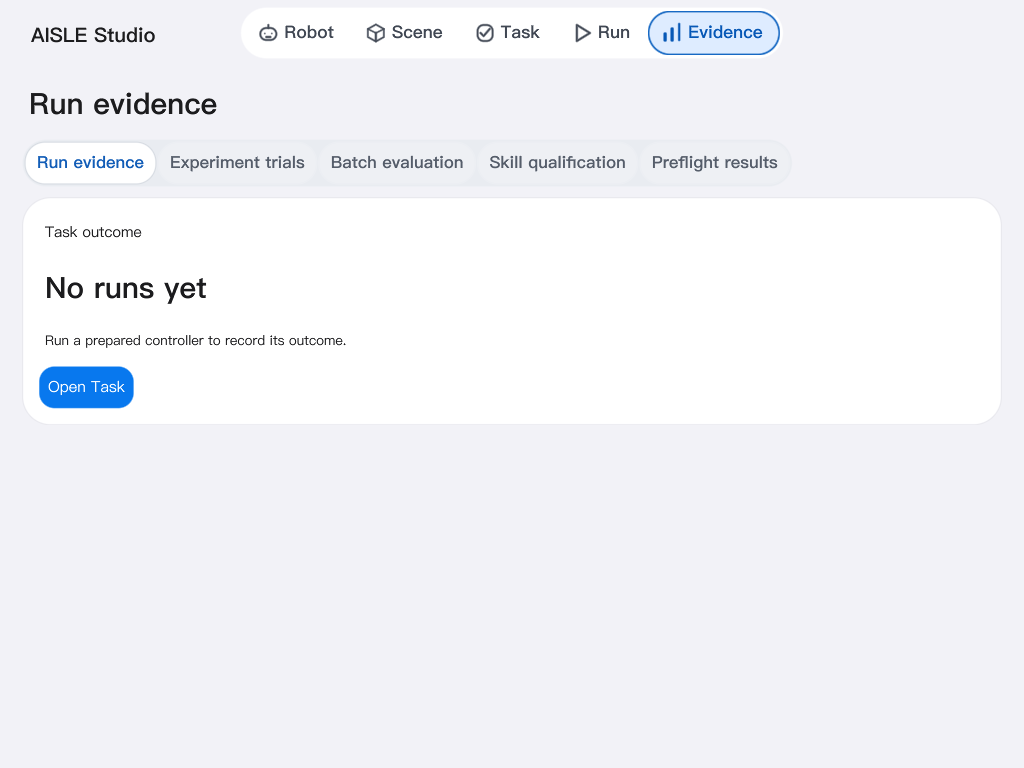 AISLE Studio
Robot
Scene
Task
Run
Evidence
Run evidence
Run evidence
Experiment trials
Batch evaluation
Skill qualification
Preflight results
Task outcome
No runs yet
Run a prepared controller to record its outcome.
Open Task